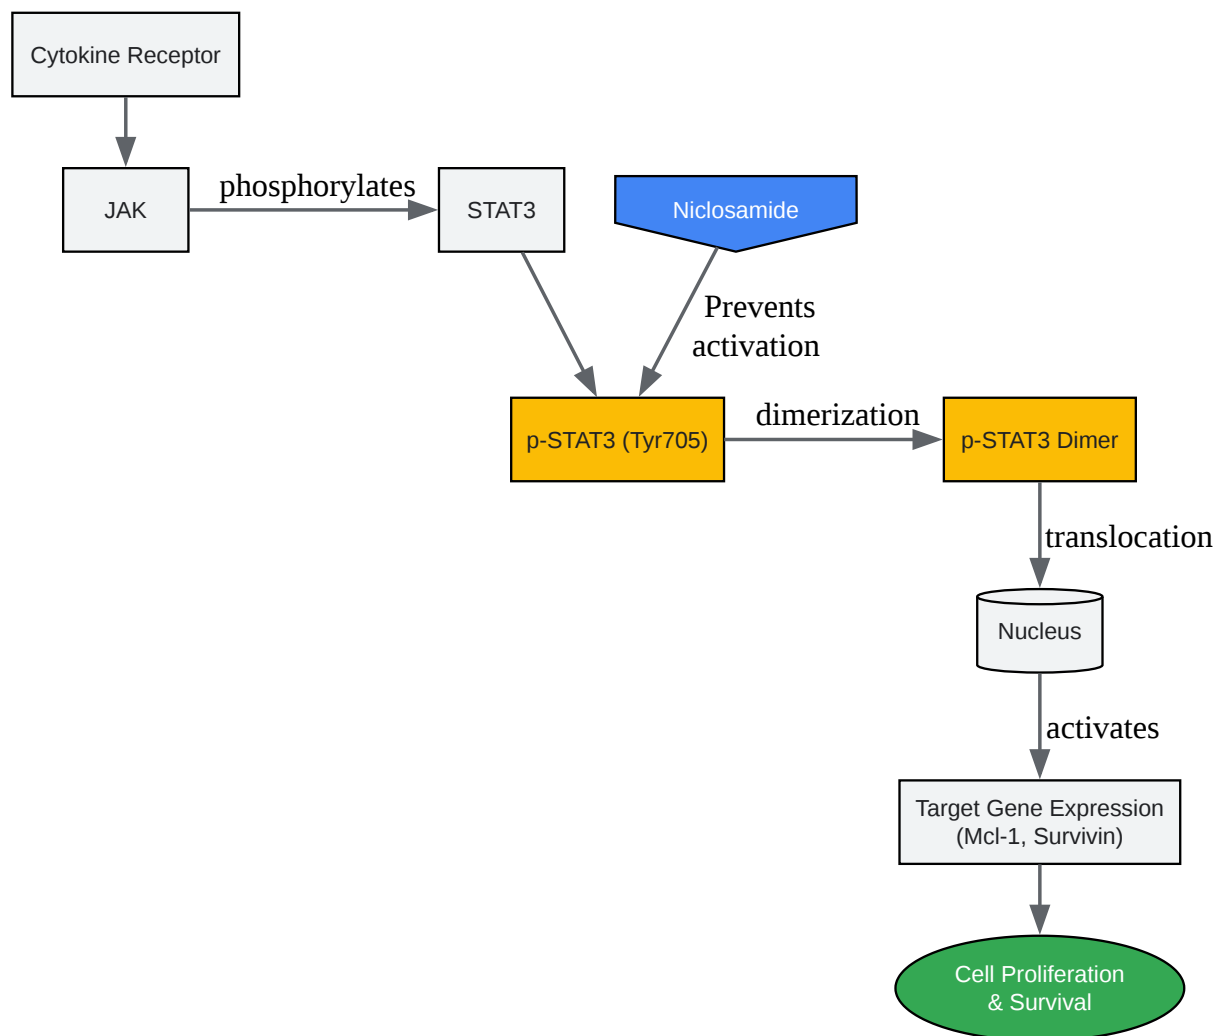 Cytokine Receptor
JAK
phosphorylates
STAT3
Niclosamide
Prevents
activation
p-STAT3 (Tyr705)
dimerization
p-STAT3 Dimer
translocation
Nucleus
activates
Target Gene Expression
(Mcl-1, Survivin)
Cell Proliferation
& Survival